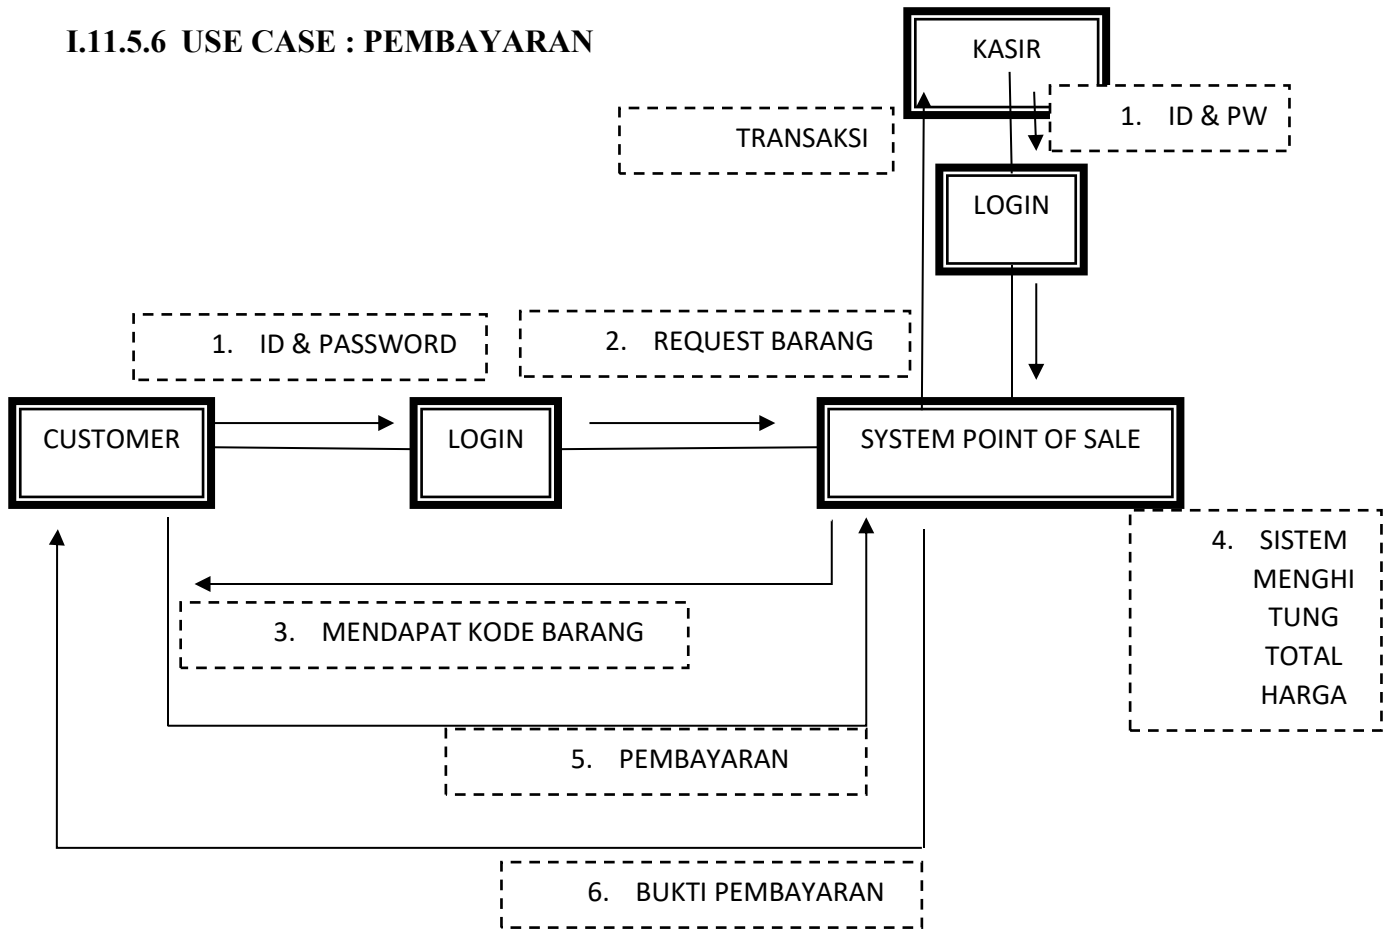 I.11.5.6 USE CASE : PEMBAYARAN
KASIR
TRANSAKSI
1. ID & PW
LOGIN
1. ID & PASSWORD
2. REQUEST BARANG
CUSTOMER
LOGIN
SYSTEM POINT OF SALE
4. SISTEM
MENGHI
TUNG
TOTAL
HARGA
3. MENDAPAT KODE BARANG
5. PEMBAYARAN
6. BUKTI PEMBAYARAN